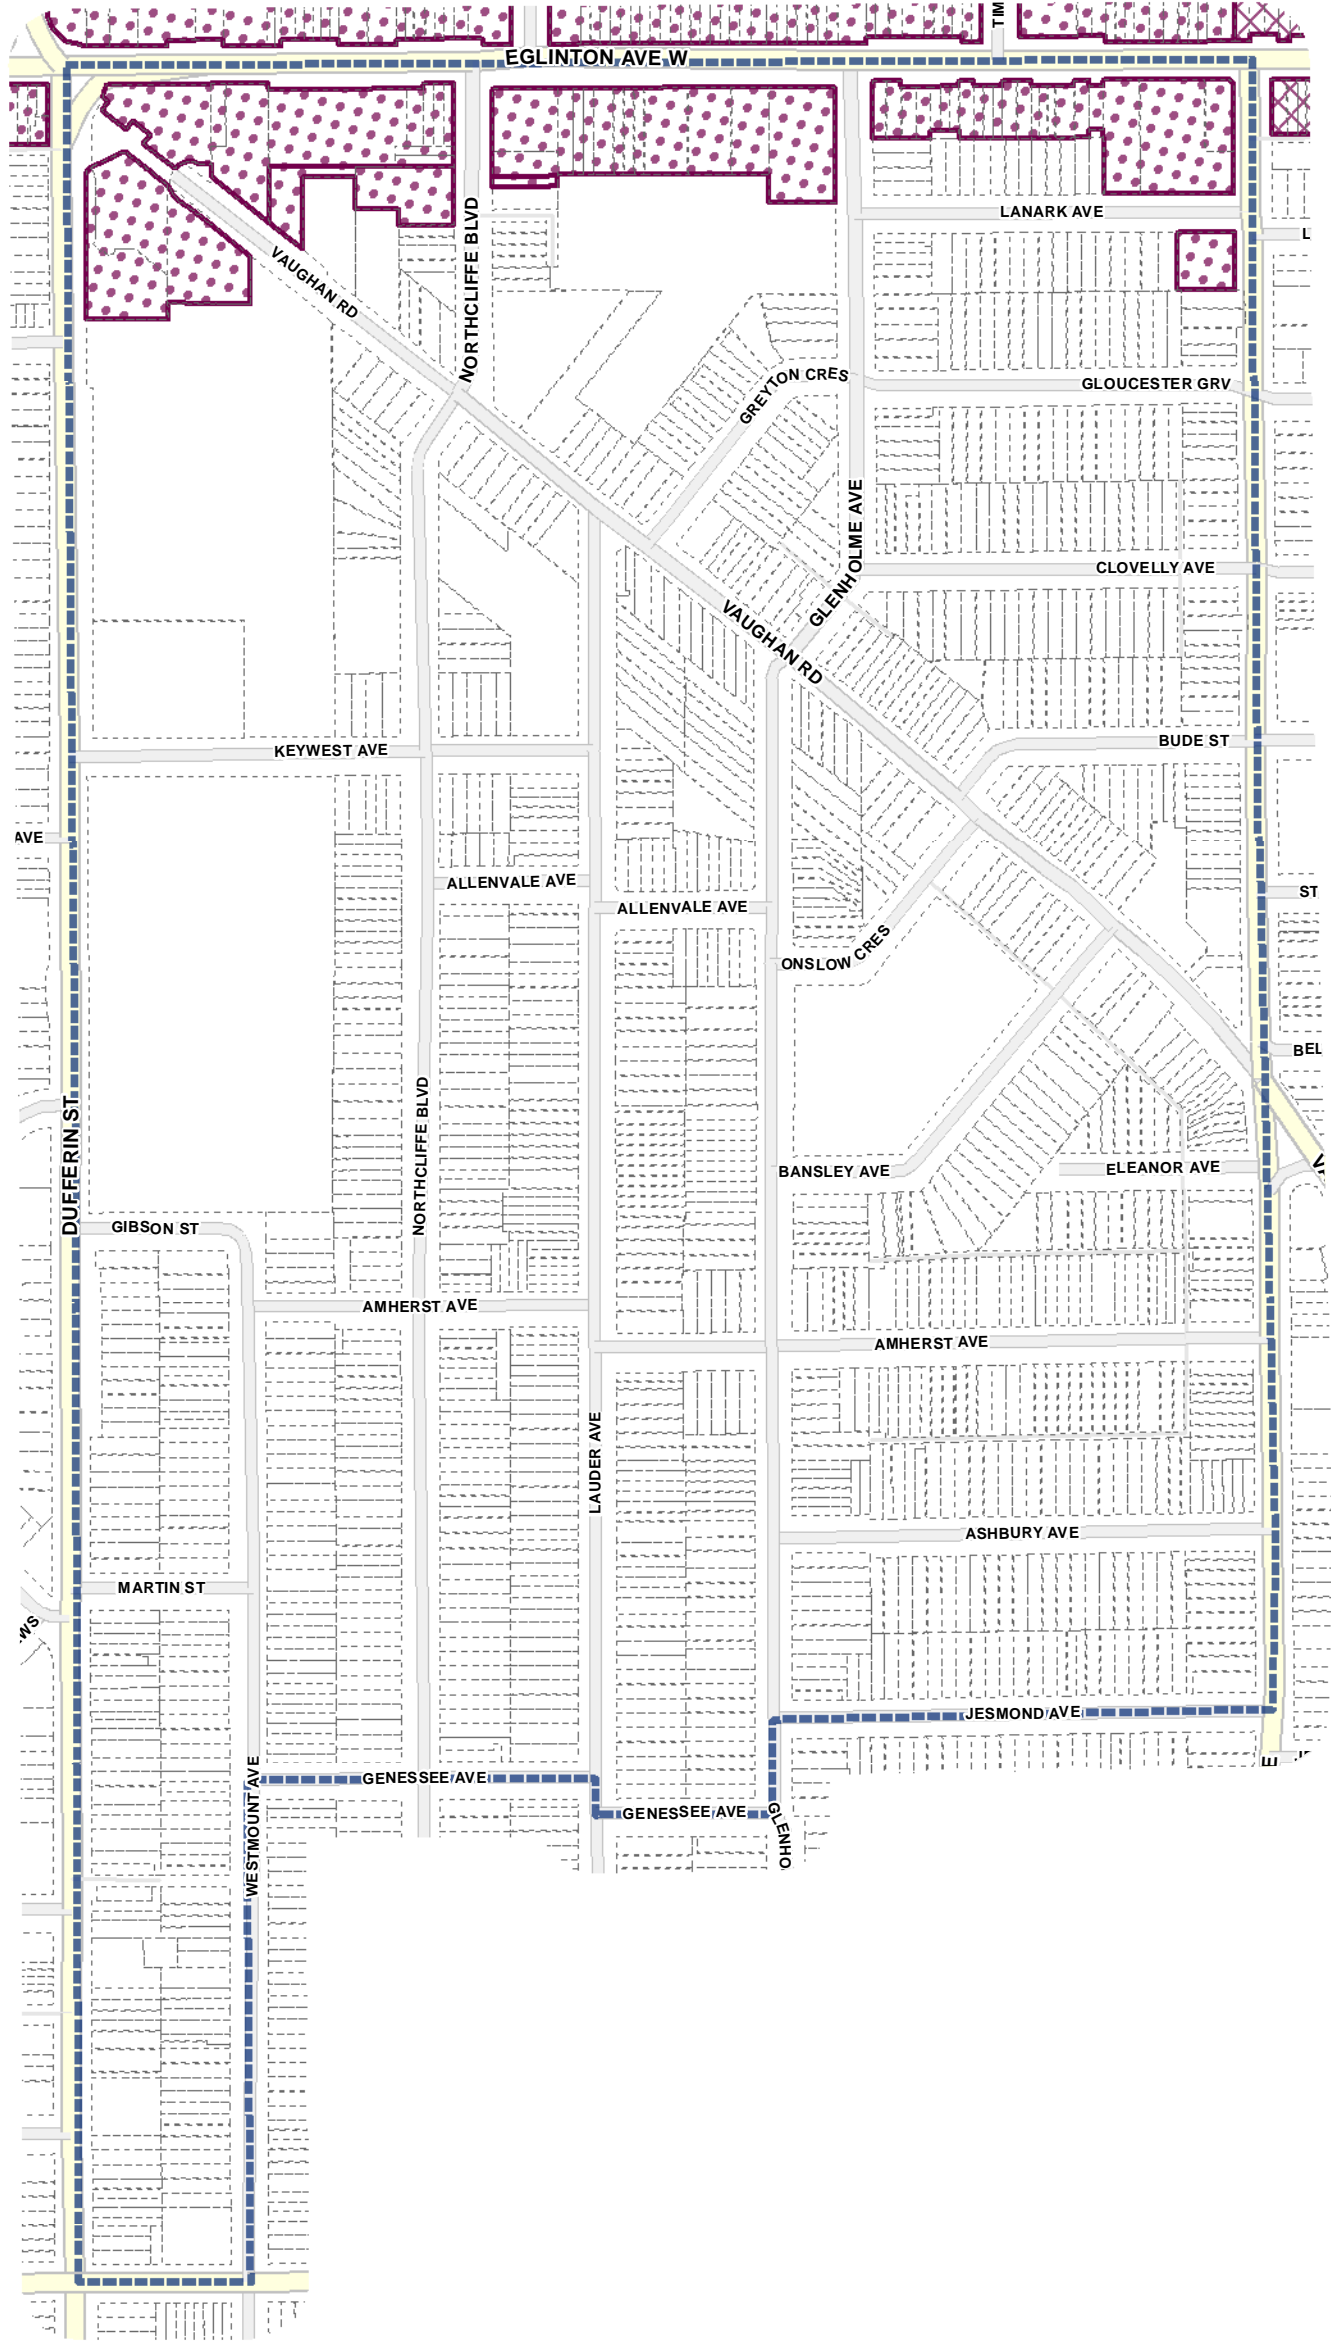 TIM
EGLINTON AVE W
LANARK AVE
L
NORTHCLIFFE BLVD
VAUGHAN RD
GREYTON CRES
GLOUCESTER GRV
GLENHOLME AVE
CLOVELLY AVE
VAUGHAN RD
KEYWEST AVE
BUDE ST
AVE
ALLENVALE AVE
ALLENVALE AVE
ST
ONSLOW CRES
BEL
DUFFERIN ST
NORTHCLIFFE BLVD
BANSLEY AVE
ELEANOR AVE
GIBSON ST
AMHERST AVE
AMHERST AVE
LAUDER AVE
ASHBURY AVE
MARTIN ST
WS
JESMOND AVE
E
GENESSEE AVE
GENESSEE AVE
WESTMOUNT AVE
GLENHO